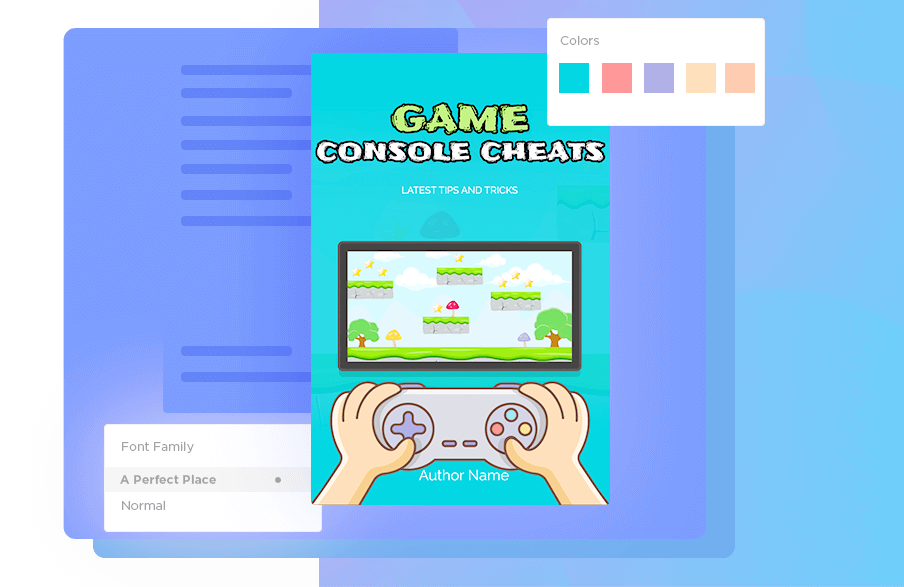 Colors
GAME
CONSOLE CHEATS
LATEST TIPS AND TRICKS
Author Name
Font Family
A Perfect Place
Normal